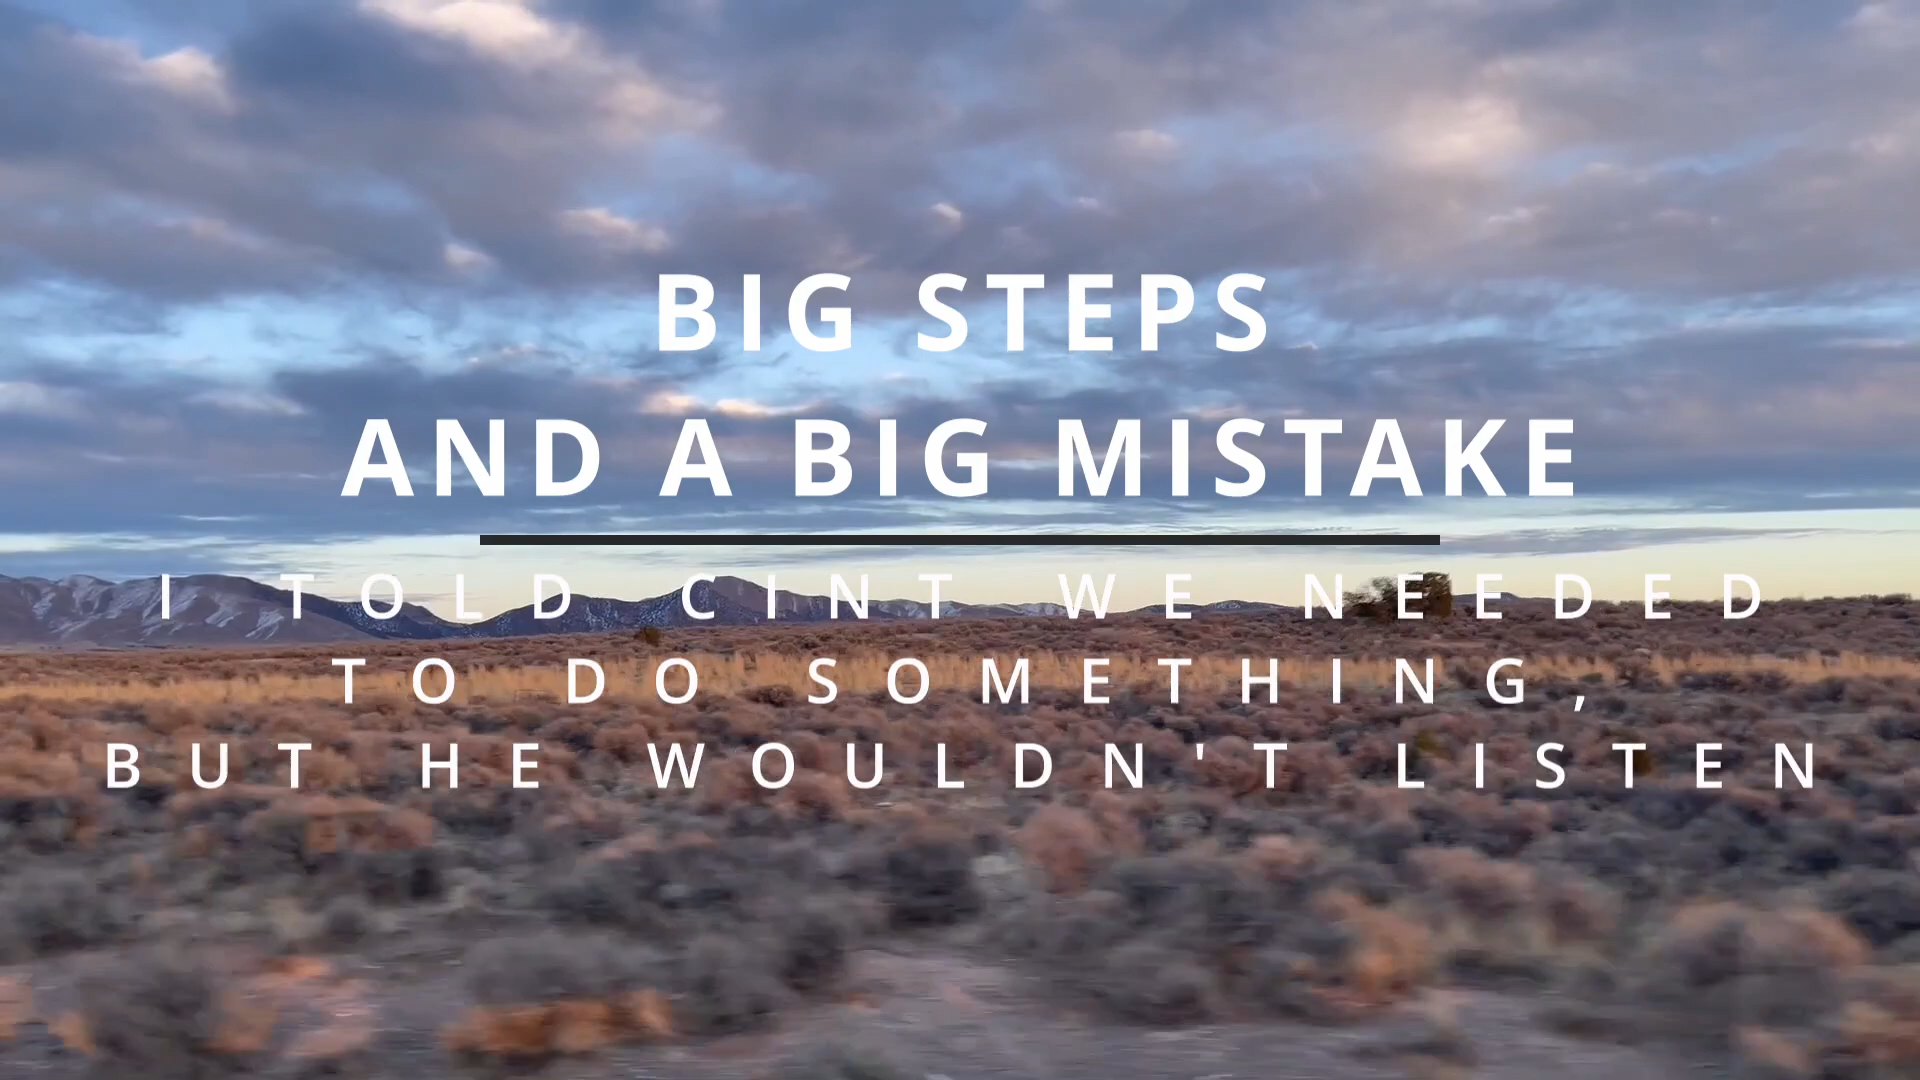 BIG STEPS
AND A BIG MISTAKE
I TOLD CINT WE NEEDED
TO DO SOMETHING,
BUT HE WOULDN'T LISTEN